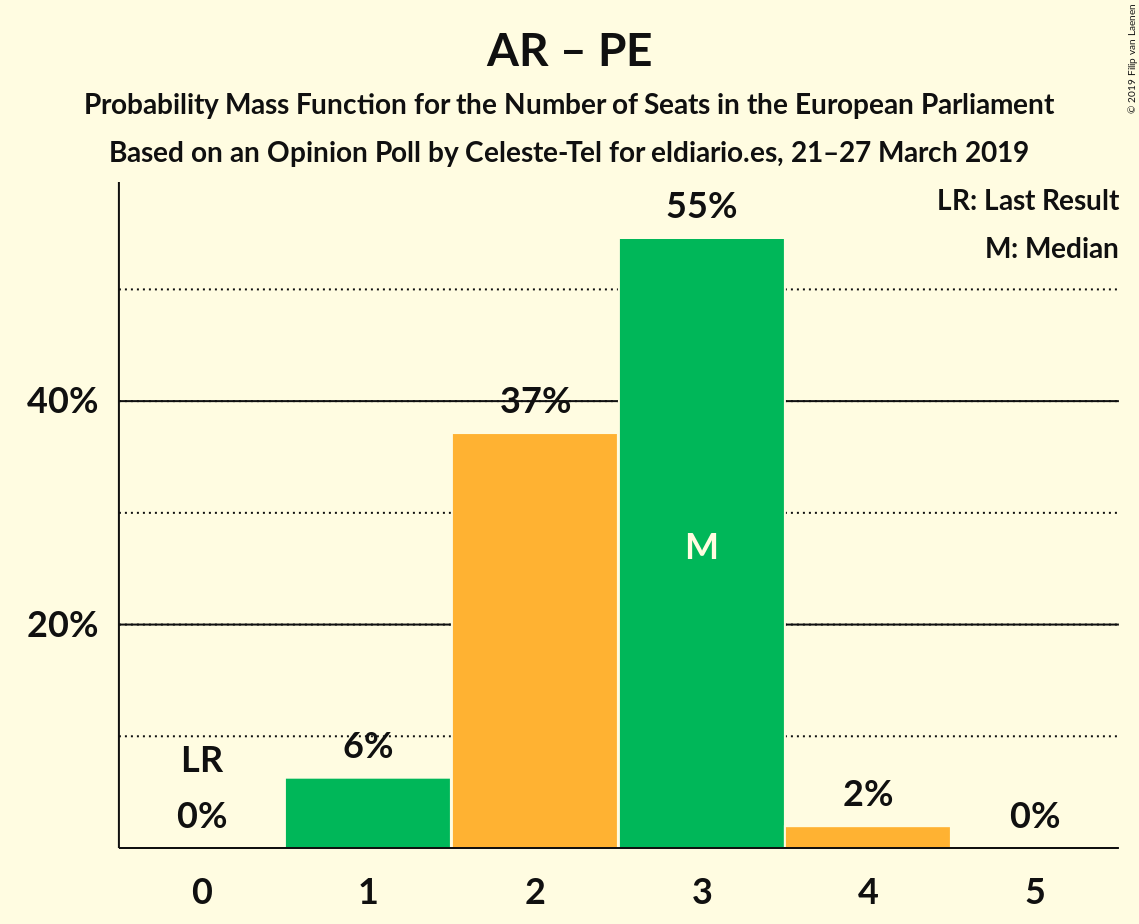 AR – PE
Probability Mass Function for the Number of Seats in the European Parliament
Based on an Opinion Poll by Celeste-Tel for eldiario.es, 21–27 March 2019
© 2019 Filip van Laenen
LR: Last Result
M: Median
55%
40%
37%
M
20%
LR
6%
0%
2%
0%
0 1 2 3 4 5